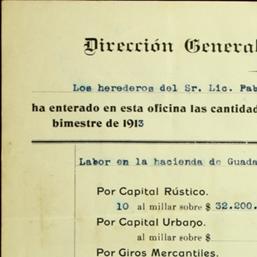 Dirección General
Los herederos del Sr. Lic. Pab
ha enterado en esta oficina las cantidad
bimestre de 1913
Labor en la hacienda de Guada
Por Capital Rústico.
10 al millar sobre $ 32.200.
Por Capital Urbano.
al millar sobre $
Por Giros Mercantiles.